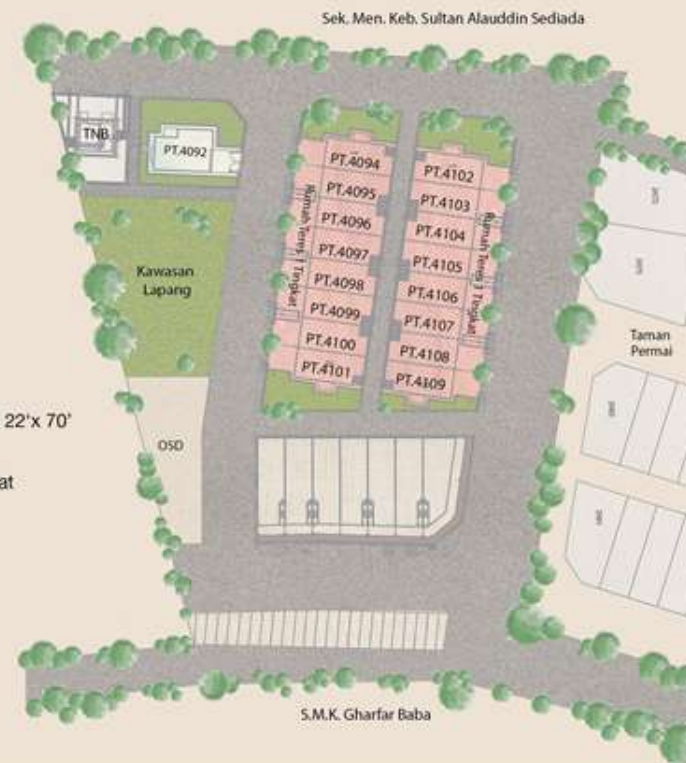 Sek. Men. Keb. Sultan Alauddin Sediada
TNB
PT.4092
Kawasan
Lapang
OSD
22'x 70'
at
Rumah Teres 1 Tingkat
PT.4094
PT.4095
PT.4096
PT.4097
PT.4098
PT.4099
PT.4100
PT.4101
PT.4102
PT.4103
PT.4104
PT.4105
PT.4106
PT.4107
PT.4108
PT.4109
Rumah Teres 1 Tingkat
Taman
Permai
S.M.K. Gharfar Baba